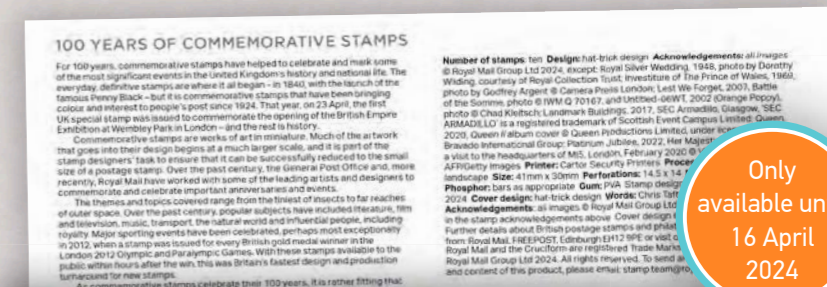 100 YEARS OF COMMEMORATIVE STAMPS
For 100 years, commemorative stamps have helped to celebrate and mark some
of the most significant events in the United Kingdom's history and national life. The
everyday, definitive stamps are where it all began – in 1840, with the launch of the
famous Penny Black – but it is commemorative stamps that have been bringing
colour and interest to people's post since 1924. That year, on 23 April, the first
UK special stamp was issued to commemorate the opening of the British Empire
Exhibition at Wembley Park in London – and the rest is history.
Commemorative stamps are works of art in miniature. Much of the artwork
that goes into their design begins at a much larger scale, and it is part of the
stamp designers' task to ensure that it can be successfully reduced to the small
size of a postage stamp. Over the past century, the General Post Office and, more
recently, Royal Mail have worked with some of the leading artists and designers to
commemorate and celebrate important anniversaries and events.
The themes and topics covered range from the tiniest of insects to far reaches
of outer space. Over the past century, popular subjects have included literature, film
and television, music, transport, the natural world and influential people, including
royalty. Major sporting events have been celebrated, perhaps most exceptionally
in 2012, when a stamp was issued for every British gold medal winner in the
London 2012 Olympic and Paralympic Games. With these stamps available to the
public within hours after the win, this was Britain's fastest design and production
turnaround for new stamps.
As commemorative stamps celebrate their 100 years, it is rather fitting that
Number of stamps: ten Design: hat-trick design Acknowledgements: all images
© Royal Mail Group Ltd 2024, except: Royal Silver Wedding, 1948, photo by Dorothy
Wilding, courtesy of Royal Collection Trust; Investiture of The Prince of Wales, 1969,
photo by Godfrey Argent © Camera Press London; Lest We Forget, 2007, Battle
of the Somme, photo © IWM Q 70167, and Untitled-06WT, 2002 (Orange Poppy),
photo © Chad Kleitsch; Landmark Buildings, 2017, SEC Armadillo, Glasgow, 'SEC
ARMADILLO' is a registered trademark of Scottish Event Campus Limited; Queen,
2020, Queen II album cover © Queen Productions Limited, under
Bravado International Group; Platinum Jubilee, 2022, Her
a visit to the headquarters of MI5, London, February 2020 ©
AFP/Getty Images Printer: Cartor Security Printers
landscape Size: 41mm x 30mm Perforations: 14.5 x 14
Phosphor: bars as appropriate Gum: PVA Stamp
2024 Cover design: hat-trick design Words: Chris
Acknowledgements: all images © Royal Mail Group Ltd
in the stamp acknowledgements above Cover design
Further details about British postage stamps and
from: Royal Mail, FREEPOST, Edinburgh EH12 9PE or visit
Royal Mail and the Cruciform are registered Trade Marks
Royal Mail Group Ltd 2024. All rights reserved. To send
and content of this product, please email:
Only
available
16 April
2024